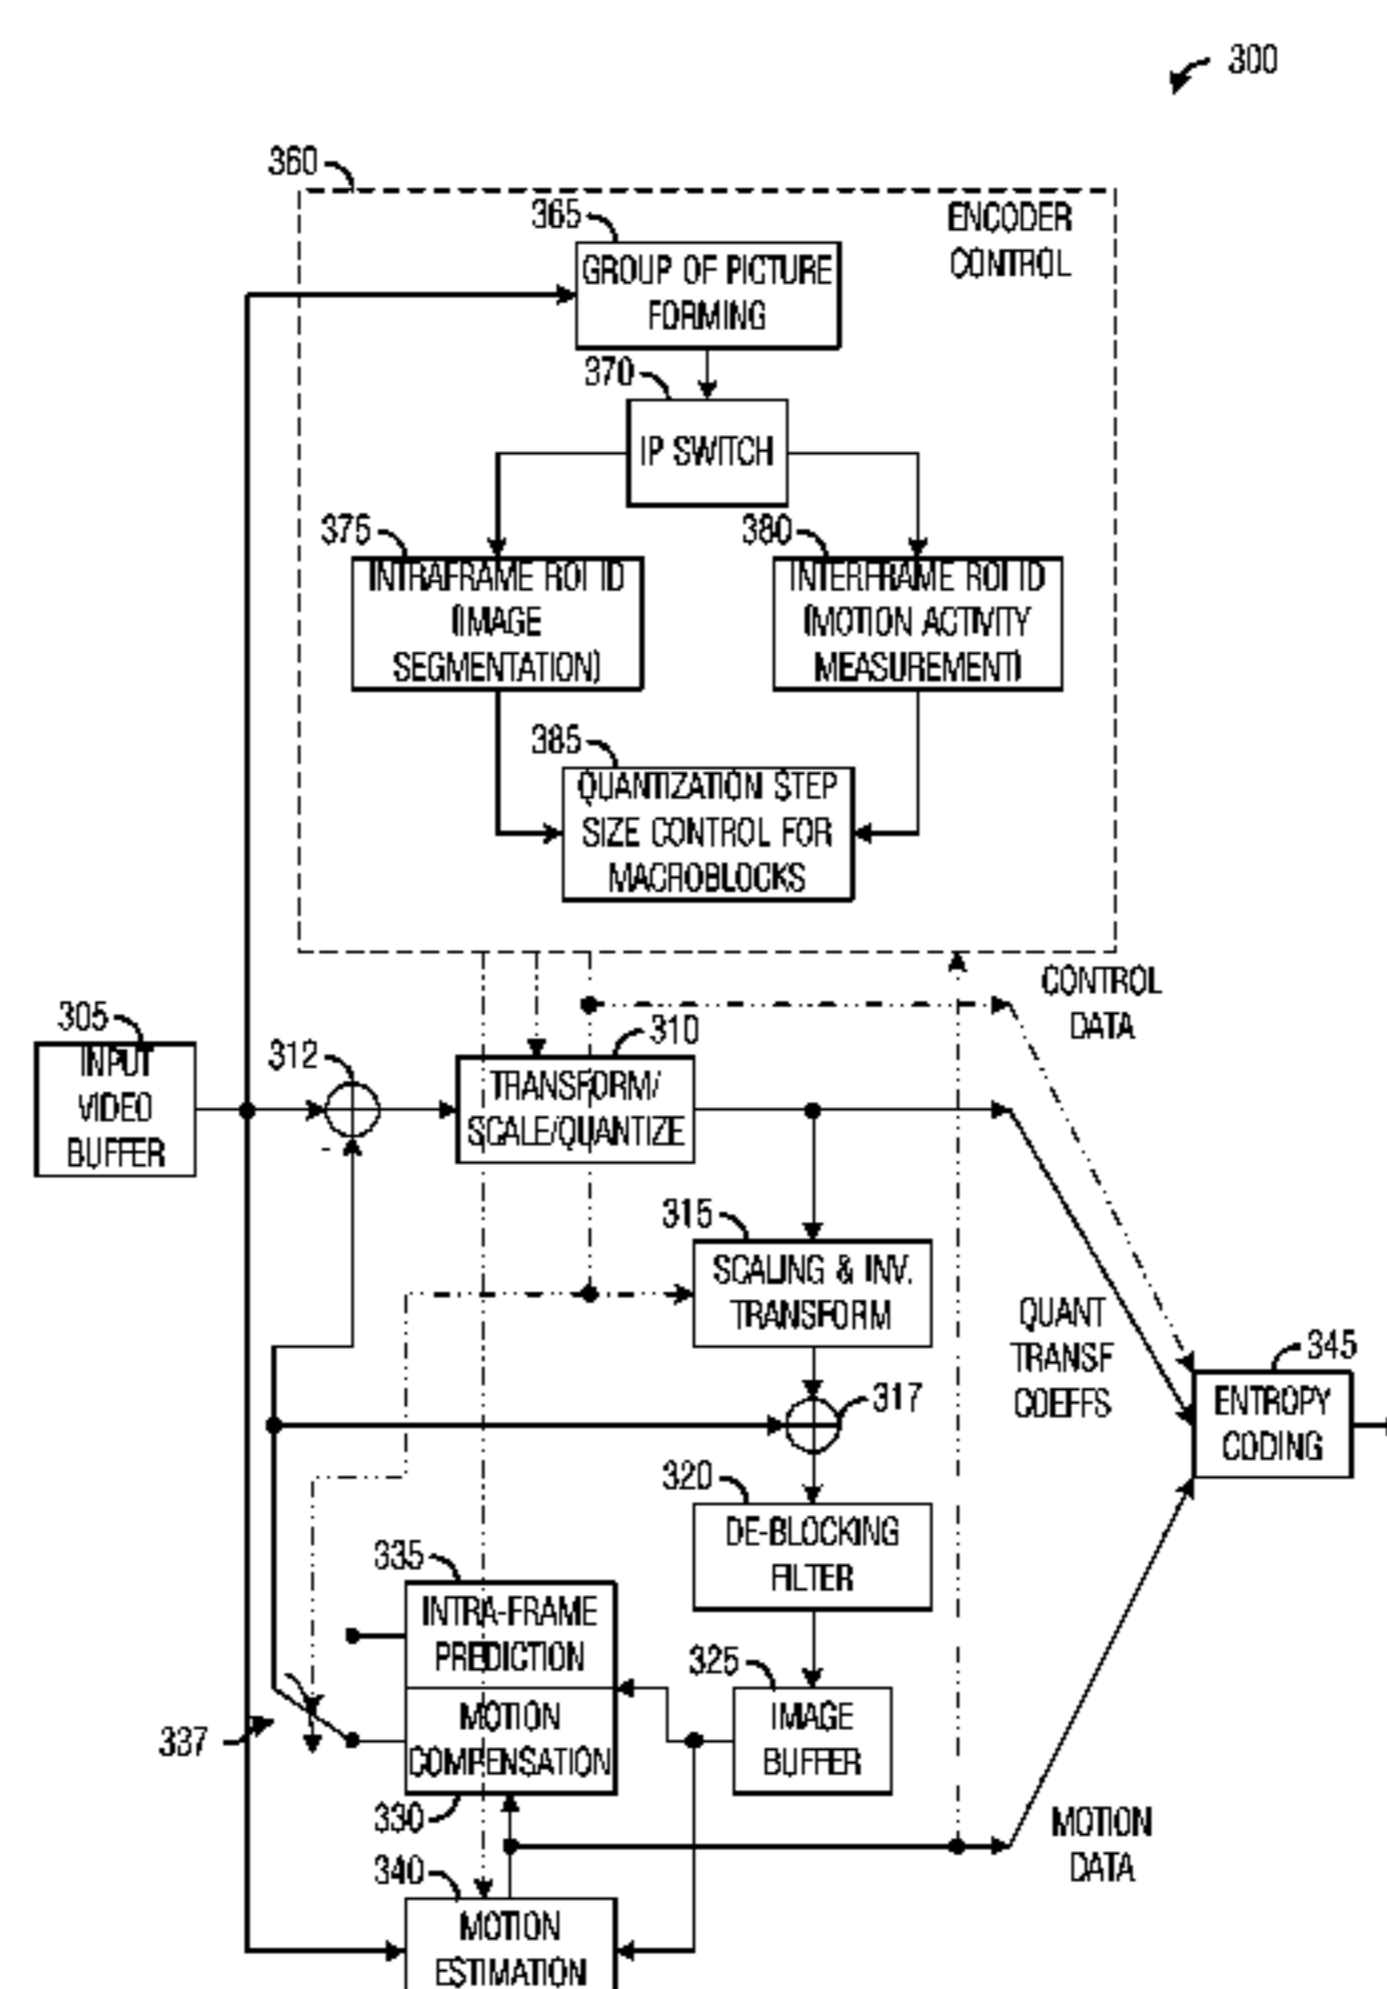 300
360
365
ENCODER
CONTROL
GROUP OF PICTURE
FORMING
370
IP SWITCH
375
380
INTRAFRAME ROI ID
(IMAGE
SEGMENTATION)
INTERFRAME ROI ID
(MOTION ACTIVITY
MEASUREMENT)
385
QUANTIZATION STEP
SIZE CONTROL FOR
MACROBLOCKS
CONTROL
DATA
305
INPUT
VIDEO
BUFFER
312
-
310
TRANSFORM/
SCALE/QUANTIZE
315
SCALING & INV.
TRANSFORM
QUANT
TRANSF
COEFFS
345
ENTROPY
CODING
317
320
DE-BLOCKING
FILTER
335
INTRA-FRAME
PREDICTION
325
IMAGE
BUFFER
337
MOTION
COMPENSATION
330
MOTION
DATA
340
MOTION
ESTIMATION